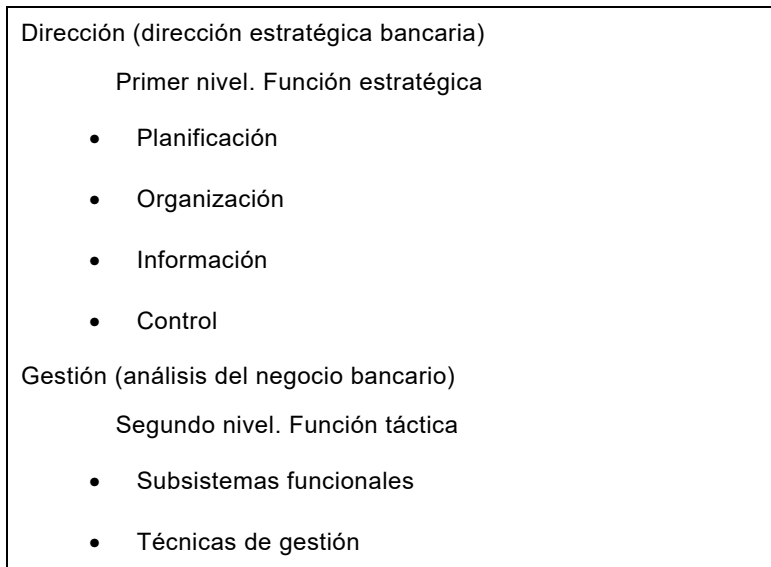 Dirección (dirección estratégica bancaria)
Primer nivel. Función estratégica
• Planificación
• Organización
• Información
• Control
Gestión (análisis del negocio bancario)
Segundo nivel. Función táctica
• Subsistemas funcionales
• Técnicas de gestión